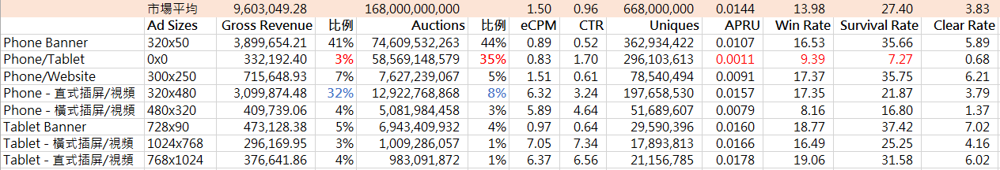 市場平均 9,603,049.28 168,000,000,000 1.50 0.96 668,000,000 0.0144 13.98 27.40 3.83
Ad Sizes Gross Revenue 比例 Auctions 比例 eCPM CTR Uniques APRU Win Rate Survival Rate Clear Rate
Phone Banner 320x50 3,899,654.21 41% 74,609,532,263 44% 0.89 0.52 362,934,422 0.0107 16.53 35.66 5.89
Phone/Tablet 0x0 332,192.40 3% 58,569,148,579 35% 0.83 1.70 296,103,613 0.0011 9.39 7.27 0.68
Phone/Website 300x250 715,648.93 7% 7,627,239,067 5% 1.51 0.61 78,540,494 0.0091 17.37 35.75 6.21
Phone - 直式插屏/視頻 320x480 3,099,874.48 32% 12,922,768,868 8% 6.32 3.24 197,658,530 0.0157 17.35 21.87 3.79
Phone - 橫式插屏/視頻 480x320 409,739.06 4% 5,081,984,458 3% 5.89 4.64 51,689,607 0.0079 8.16 16.80 1.37
Tablet Banner 728x90 473,128.38 5% 6,943,409,932 4% 0.97 0.64 29,590,396 0.0160 18.77 37.42 7.02
Tablet - 橫式插屏/視頻 1024x768 296,169.95 3% 1,009,286,057 1% 7.05 7.34 17,893,813 0.0166 16.49 25.25 4.16
Tablet - 直式插屏/視頻 768x1024 376,641.86 4% 983,091,872 1% 6.37 6.56 21,156,785 0.0178 19.06 31.58 6.02